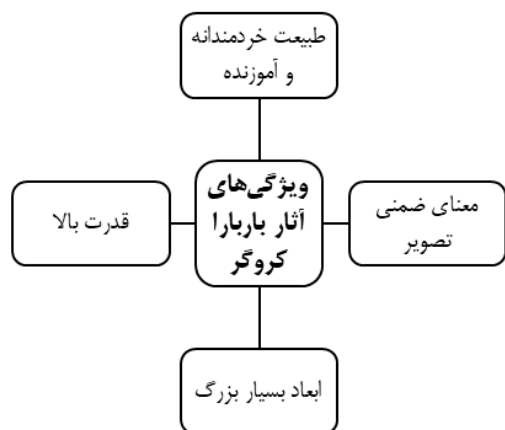 طبیعت خردمندانه
و آموزنده
ویژگی‌های
آثار باربارا
کروگر
معنای ضمنی
تصویر
قدرت بالا
ابعاد بسیار بزرگ